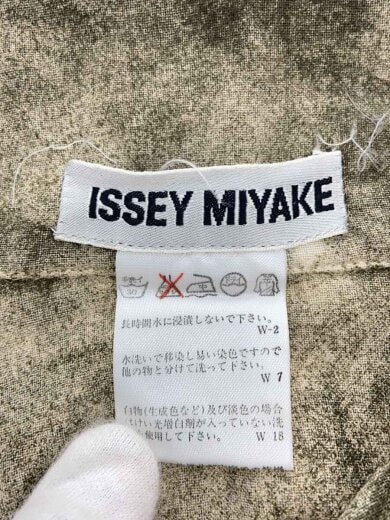 ISSEY MIYAKE
長時間水に浸漬しないで下さい。
W-2
水洗いで移染し易い染色ですので
他の物と分けて洗って下さい。
W 7
白物(生成色など)及び淡色の場合
けい光増白剤が入っていない洗
使用して下さい。
W 18